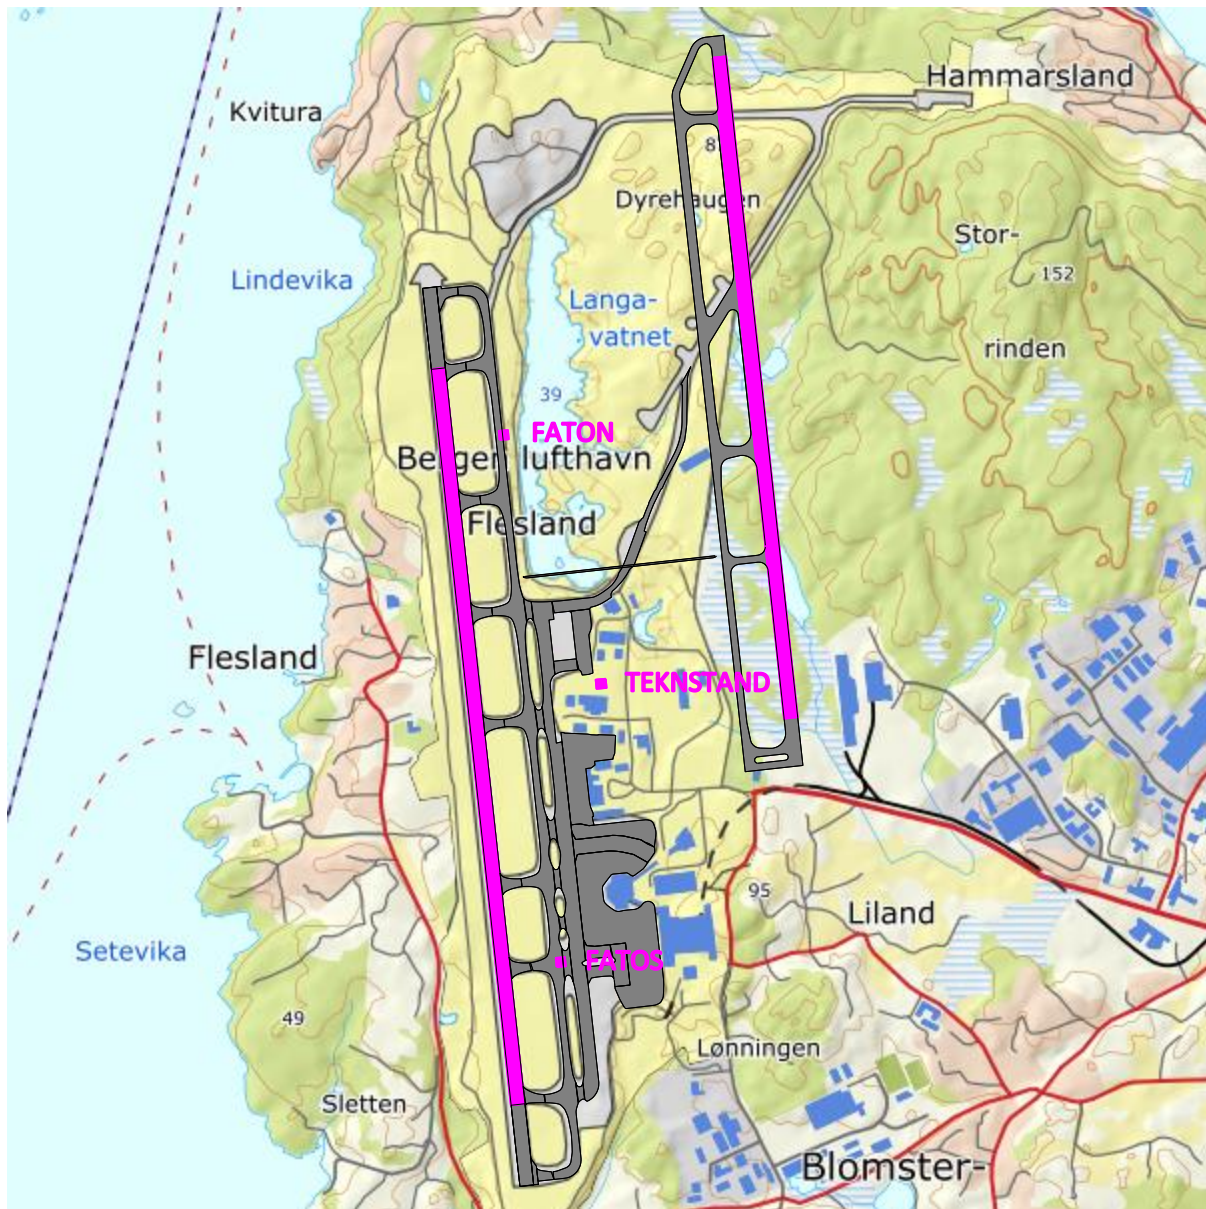 Hammarsland
Kvitura
8
Dyrehaugen
Stor-
152
Lindevika
Langa-
vatnet
rinden
39
FATON
Bergen lufthavn
Flesland
Flesland
TEKNSTAND
95
Liland
Setevika
FATOS
49
Lønningen
Sletten
Blomster-